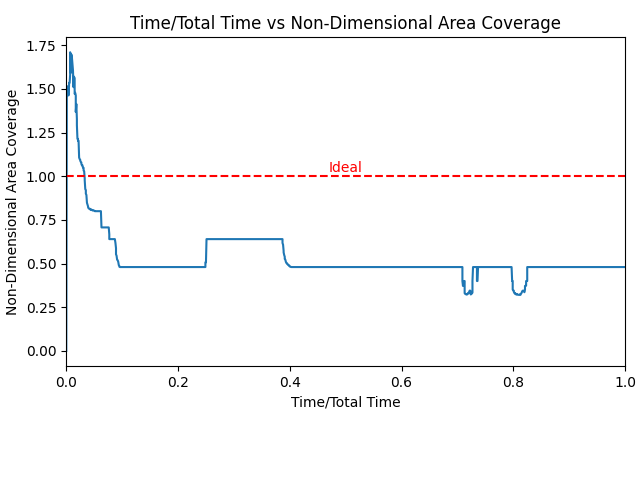 Time/Total Time vs Non-Dimensional Area Coverage
1.75
1.50
1.25
1.00
0.75
0.50
0.25
0.00
Non-Dimensional Area Coverage
Ideal
0.0 0.2 0.4 0.6 0.8 1.0
Time/Total Time